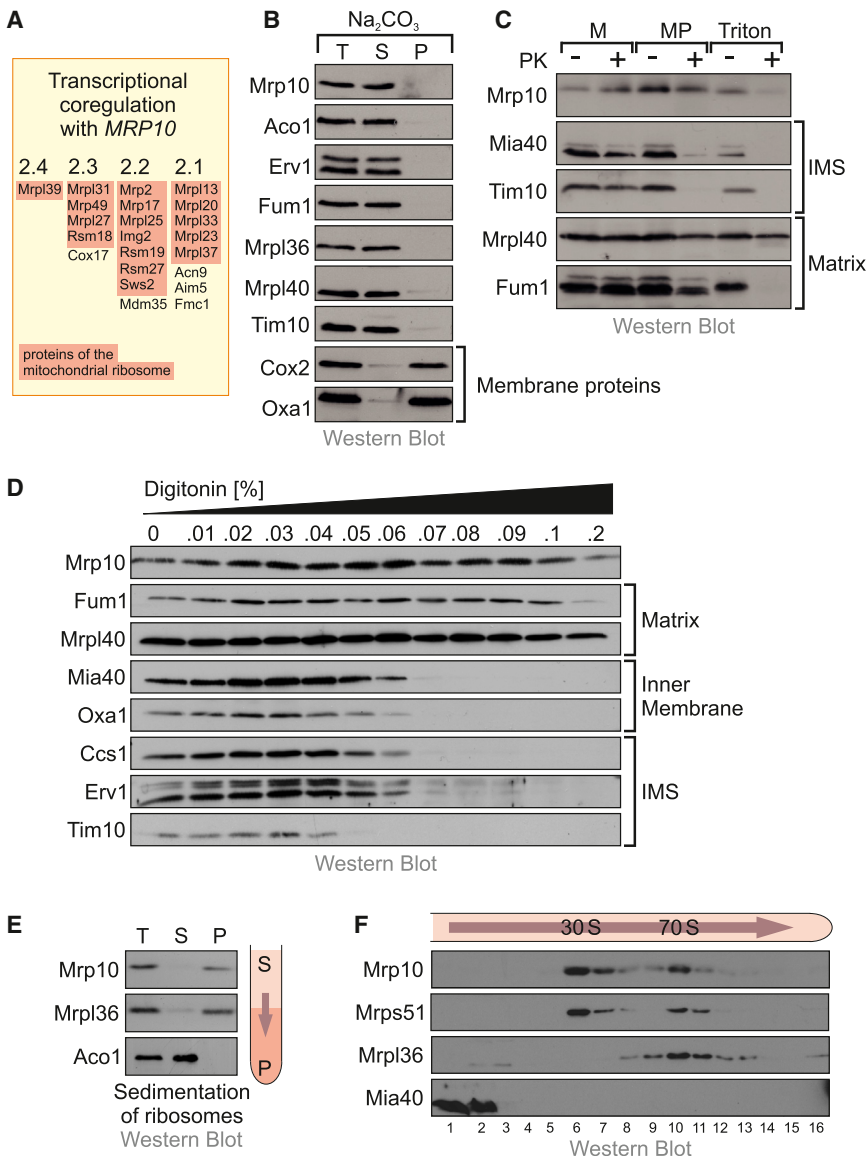 A
Transcriptional
coregulation
with MRP10
2.4 2.3 2.2 2.1
Mrpl39 Mrpl31 Mrp2 Mrpl13
Mrp49 Mrp17 Mrpl20
Mrpl27 Mrpl25 Mrpl33
Rsm18 Img2 Mrpl23
Cox17 Rsm19 Mrpl37
Rsm27 Acn9
Sws2 Aim5
Mdm35 Fmc1
proteins of the
mitochondrial ribosome
B
Na₂CO₃
T S P
Mrp10
Aco1
Erv1
Fum1
Mrpl36
Mrpl40
Tim10
Cox2
Oxa1
Membrane proteins
Western Blot
C
M MP Triton
PK - + - + - +
Mrp10
Mia40
Tim10
IMS
Mrpl40
Fum1
Matrix
Western Blot
D
Digitonin [%]
0 .01 .02 .03 .04 .05 .06 .07 .08 .09 .1 .2
Mrp10
Fum1
Mrpl40
Matrix
Mia40
Oxa1
Inner
Membrane
Ccs1
Erv1
Tim10
IMS
Western Blot
E
T S P
Mrp10
Mrpl36
Aco1
S
P
Sedimentation
of ribosomes
Western Blot
F
30 S 70 S
Mrp10
Mrps51
Mrpl36
Mia40
1 2 3 4 5 6 7 8 9 10 11 12 13 14 15 16
Western Blot